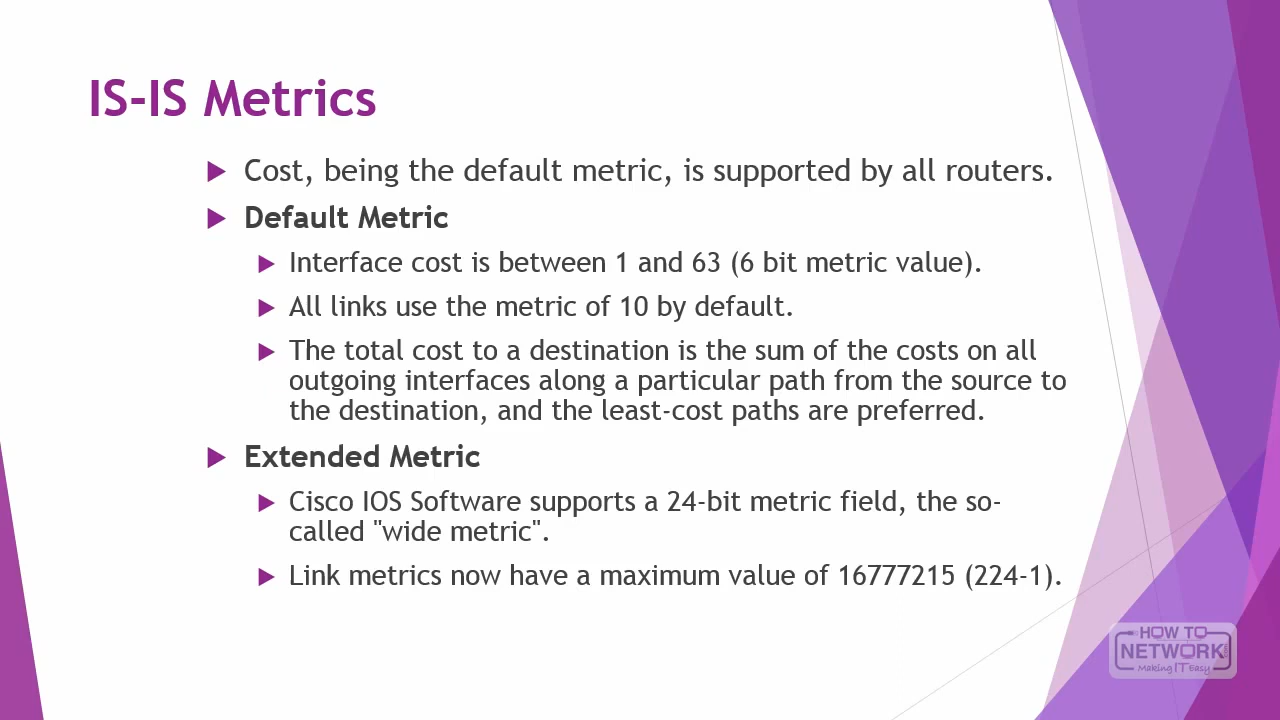 IS-IS Metrics
Cost, being the default metric, is supported by all routers.
Default Metric
Interface cost is between 1 and 63 (6 bit metric value).
All links use the metric of 10 by default.
The total cost to a destination is the sum of the costs on all
outgoing interfaces along a particular path from the source to
the destination, and the least-cost paths are preferred.
Extended Metric
Cisco IOS Software supports a 24-bit metric field, the so-
called "wide metric".
Link metrics now have a maximum value of 16777215 (224-1).
HOW TO
NETWORK
Making IT Easy